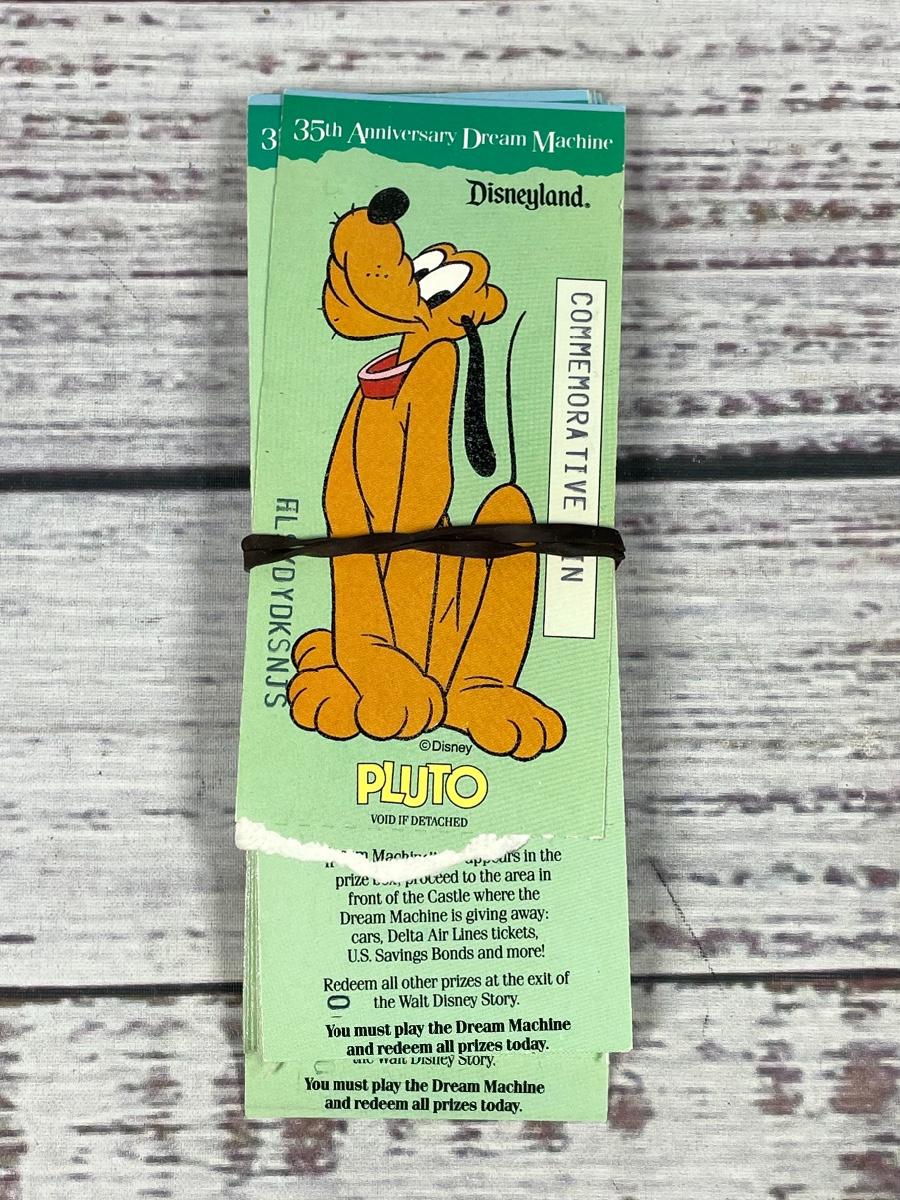 35th Anniversary Dream Machine
Disneyland®
COMMEMORATIVE
© Disney
PLUTO
VOID IF DETACHED
appears in the
prize box, proceed to the area in
front of the Castle where the
Dream Machine is giving away:
cars, Delta Air Lines tickets,
U.S. Savings Bonds and more!
Redeem all other prizes at the exit of
the Walt Disney Story.
You must play the Dream Machine
and redeem all prizes today.
the Walt Disney Story.
You must play the Dream Machine
and redeem all prizes today.